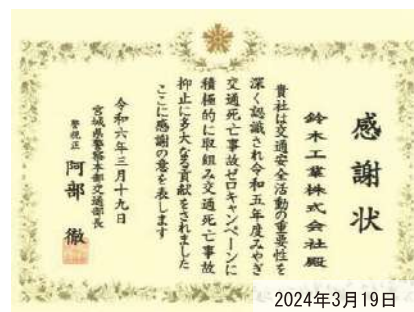 感謝状
鈴木工業株式会社殿
貴社は交通安全活動の重要性を
深く認識され令和五年度みやぎ
交通死亡事故ゼロキャンペーンに
積極的に取組み交通死亡事故
抑止に多大なる貢献をされました
ここに感謝の意を表します
令和六年三月十九日
宮城県警察本部交通部長
警視正 阿部 徹
2024年3月19日